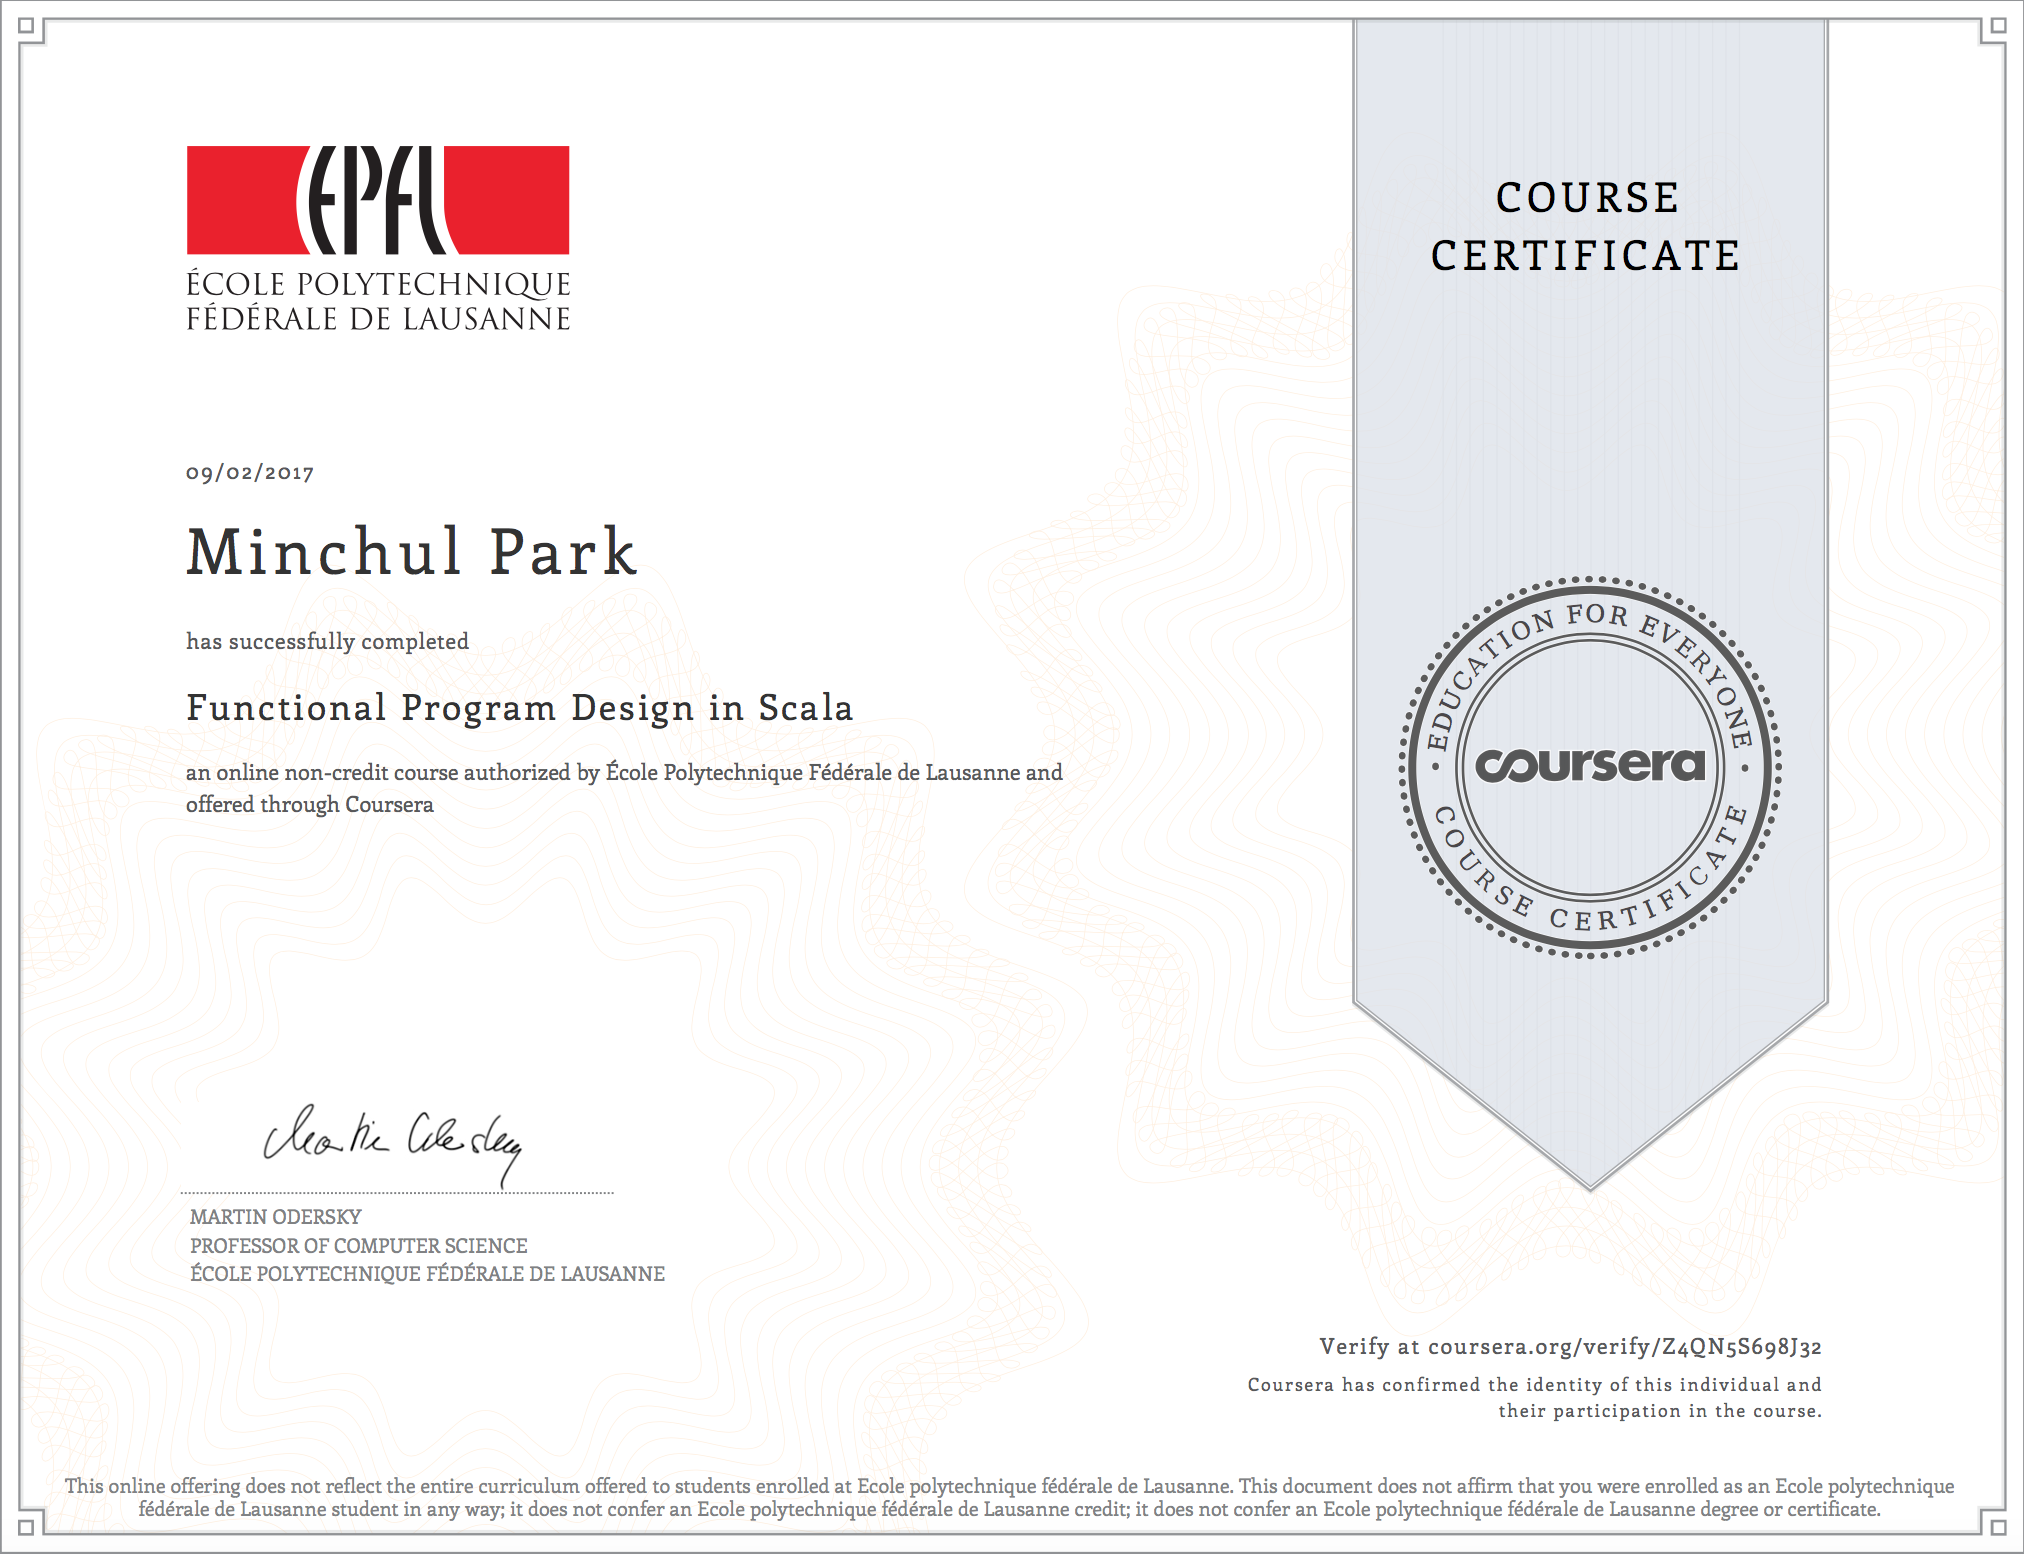 EPFL
ÉCOLE POLYTECHNIQUE
FÉDÉRALE DE LAUSANNE
COURSE
CERTIFICATE
09/02/2017
Minchul Park
has successfully completed
Functional Program Design in Scala
an online non-credit course authorized by École Polytechnique Fédérale de Lausanne and
offered through Coursera
EDUCATION FOR EVERYONE
coursera
COURSE CERTIFICATE
Martin Odersky
MARTIN ODERSKY
PROFESSOR OF COMPUTER SCIENCE
ÉCOLE POLYTECHNIQUE FÉDÉRALE DE LAUSANNE
Verify at coursera.org/verify/Z4QN5S698J32
Coursera has confirmed the identity of this individual and
their participation in the course.
This online offering does not reflect the entire curriculum offered to students enrolled at Ecole polytechnique fédérale de Lausanne. This document does not affirm that you were enrolled as an Ecole polytechnique
fédérale de Lausanne student in any way; it does not confer an Ecole polytechnique fédérale de Lausanne credit; it does not confer an Ecole polytechnique fédérale de Lausanne degree or certificate.